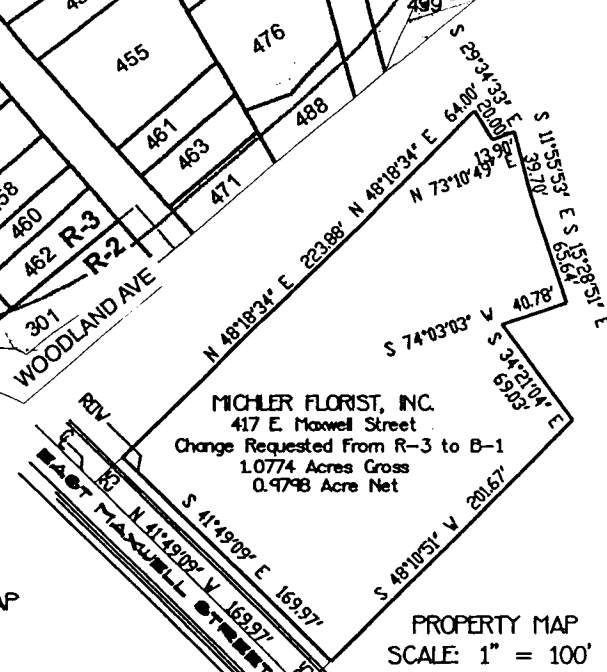 455
476
461
463
488
471
460
462
R-3
R-2
301
WOODLAND AVE
S 29°34'33" E
20.00'
64.00'
N 48°18'34" E
13.90'
N 73°10'49" E
S 11°55'53" E
39.70'
S 15°28'51" E
65.64'
223.88'
N 48°18'34" E
40.78'
S 74°03'03" W
S 34°21'04" E
69.03'
MICHLER FLORIST, INC.
417 E. Maxwell Street
Change Requested From R-3 to B-1
1.0774 Acres Gross
0.9798 Acre Net
S 48°10'51" W 201.67'
S 41°49'09" E 169.97'
N 41°49'09" W 169.97'
EAST MAXWELL STREET
PROPERTY MAP
SCALE: 1" = 100'